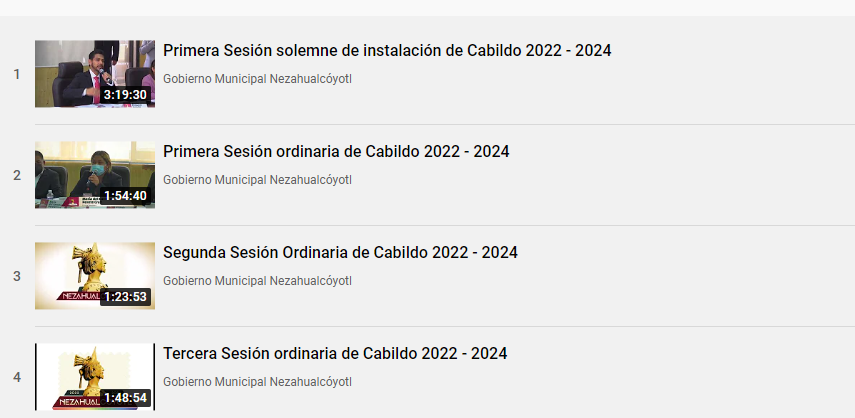 1
3:19:30
Primera Sesión solemne de instalación de Cabildo 2022 - 2024
Gobierno Municipal Nezahualcóyotl
2
1:54:40
Primera Sesión ordinaria de Cabildo 2022 - 2024
Gobierno Municipal Nezahualcóyotl
3
NEZAHUAL
1:23:53
Segunda Sesión Ordinaria de Cabildo 2022 - 2024
Gobierno Municipal Nezahualcóyotl
4
NEZAHUAL
1:48:54
Tercera Sesión ordinaria de Cabildo 2022 - 2024
Gobierno Municipal Nezahualcóyotl